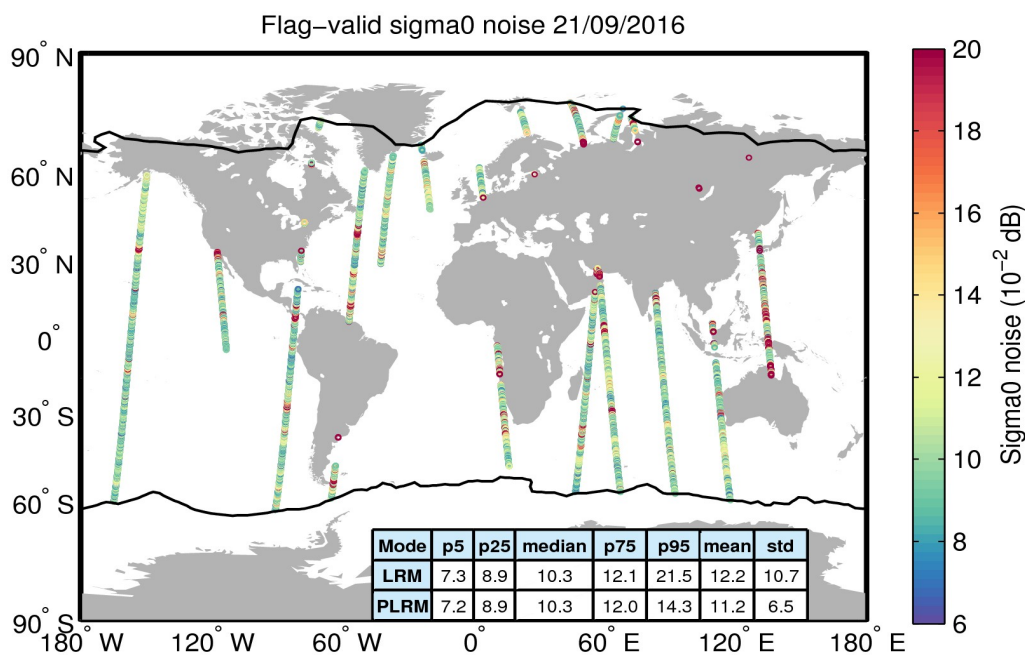 Flag−valid sigma0 noise 21/09/2016
90° N
60° N
30° N
0°
30° S
60° S
90° S
180° W
120° W
60° W
0°
60° E
120° E
180° E
Mode p5 p25 median p75 p95 mean std
LRM 7.3 8.9 10.3 12.1 21.5 12.2 10.7
PLRM 7.2 8.9 10.3 12.0 14.3 11.2 6.5
20
18
16
14
12
10
8
6
Sigma0 noise (10⁻² dB)